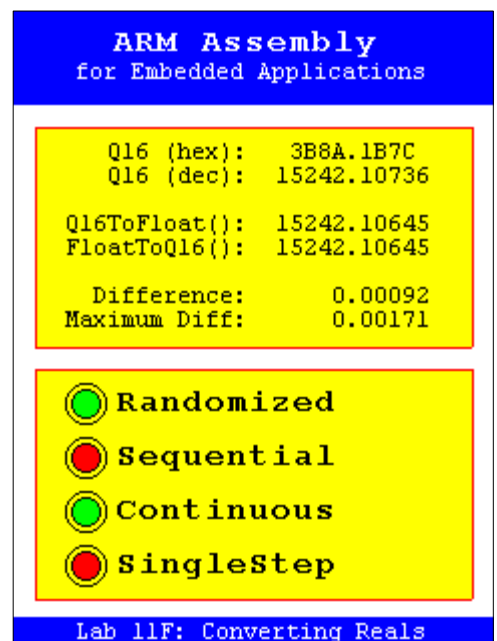 ARM Assembly
for Embedded Applications
Q16 (hex): 3B8A.1B7C
Q16 (dec): 15242.10736
Q16ToFloat(): 15242.10645
FloatToQ16(): 15242.10645
Difference: 0.00092
Maximum Diff: 0.00171
Randomized
Sequential
Continuous
SingleStep
Lab 11F: Converting Reals